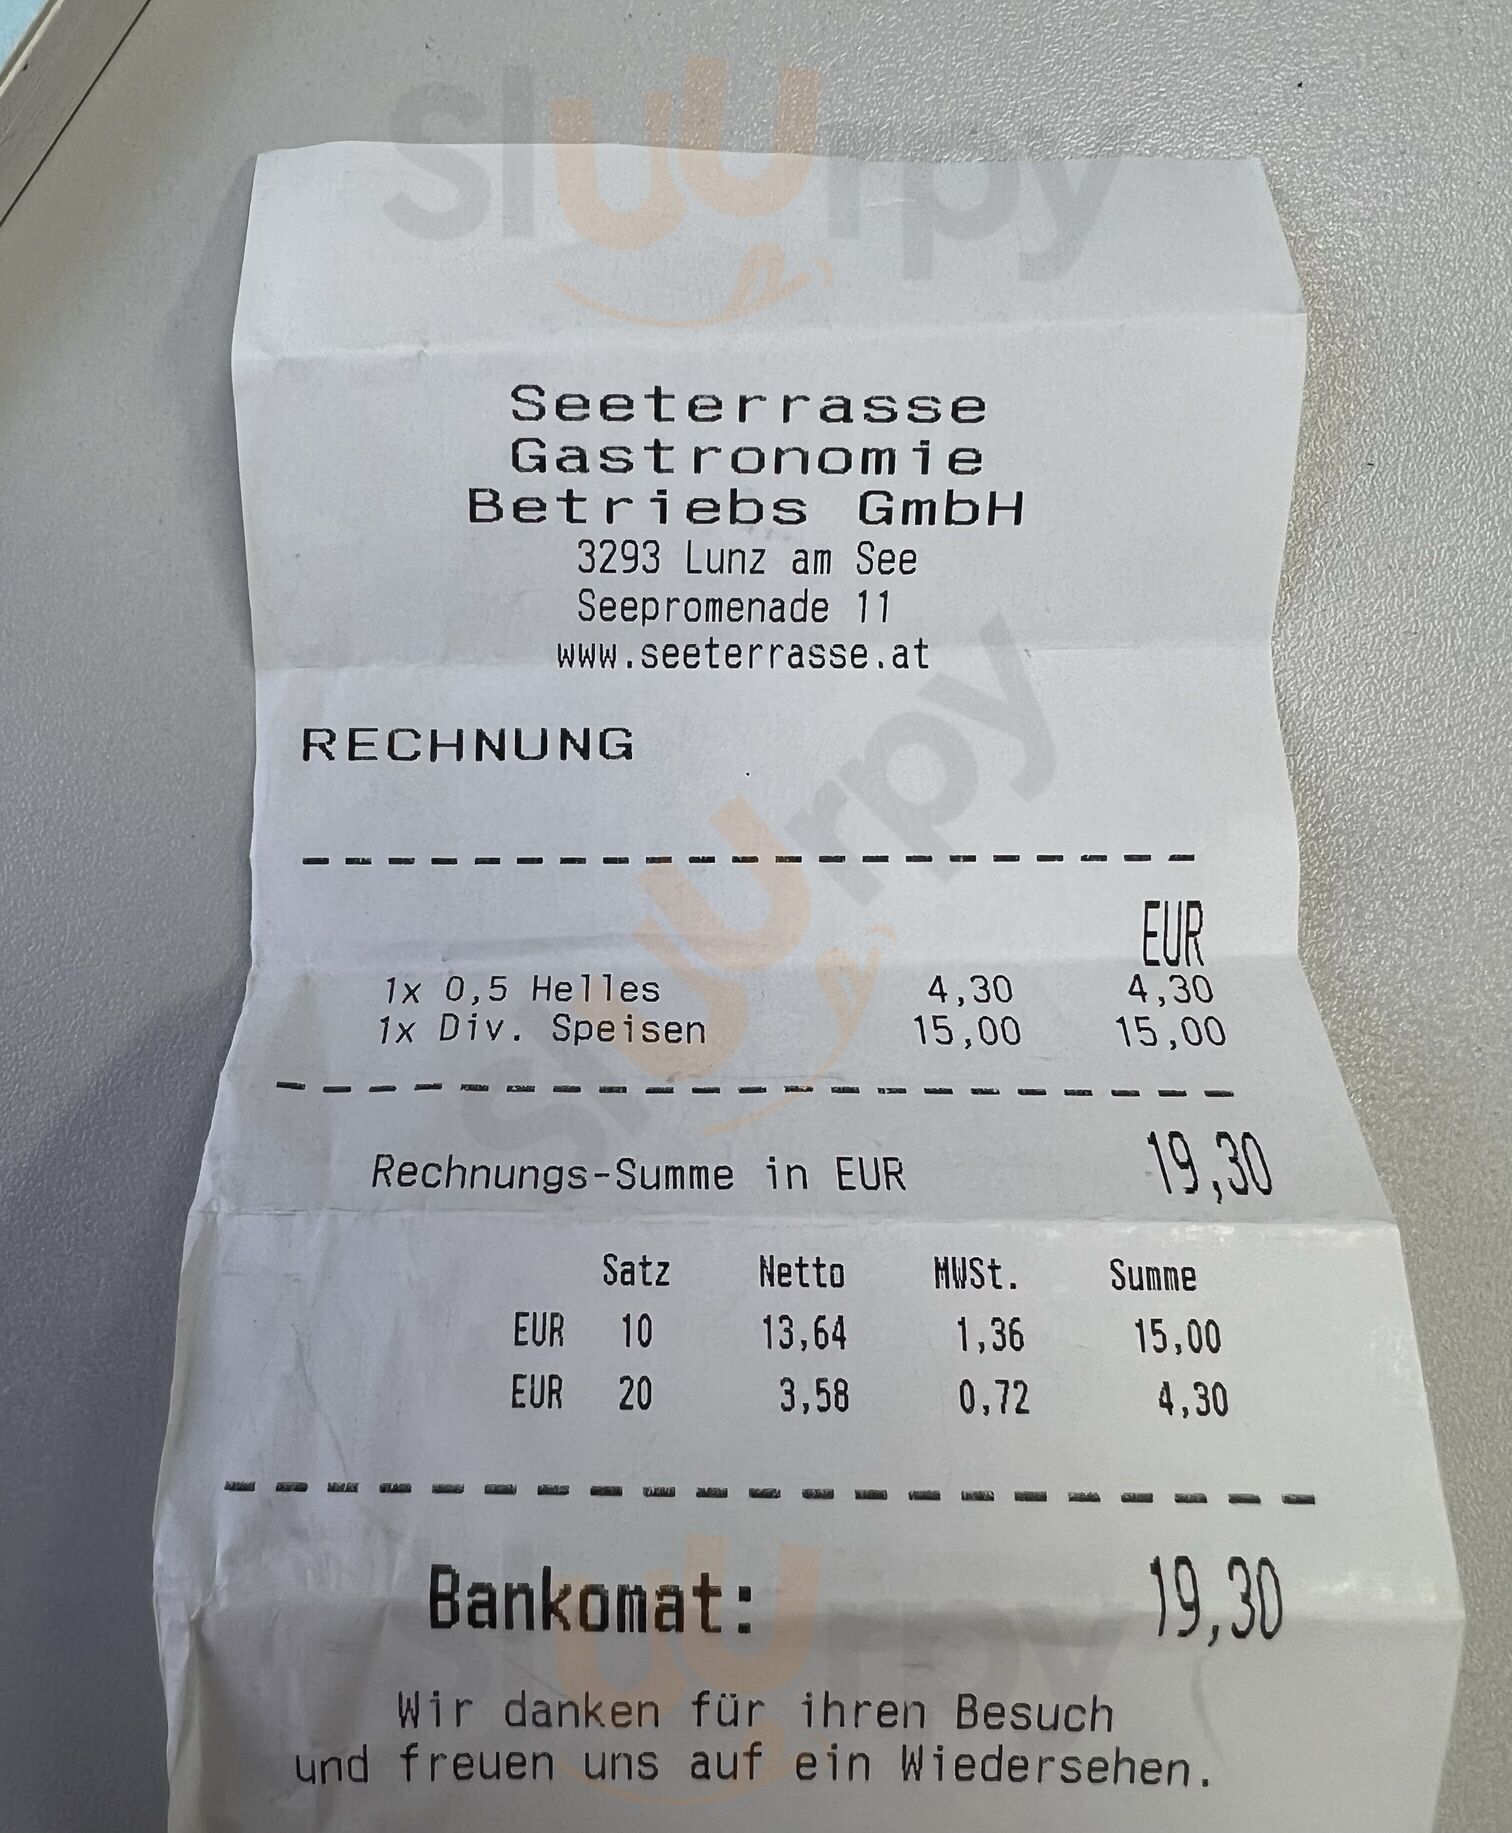 Sluurpy
Seeterrasse
Gastronomie
Betriebs GmbH
3293 Lunz am See
Seepromenade 11
www.seeterrasse.at
RECHNUNG
Sluurpy
EUR
1x 0,5 Helles 4,30 4,30
1x Div. Speisen 15,00 15,00
Rechnungs-Summe in EUR 19,30
Satz Netto MWSt. Summe
EUR 10 13,64 1,36 15,00
EUR 20 3,58 0,72 4,30
Bankomat: 19,30
Sluurpy
Wir danken für ihren Besuch
und freuen uns auf ein Wiedersehen.